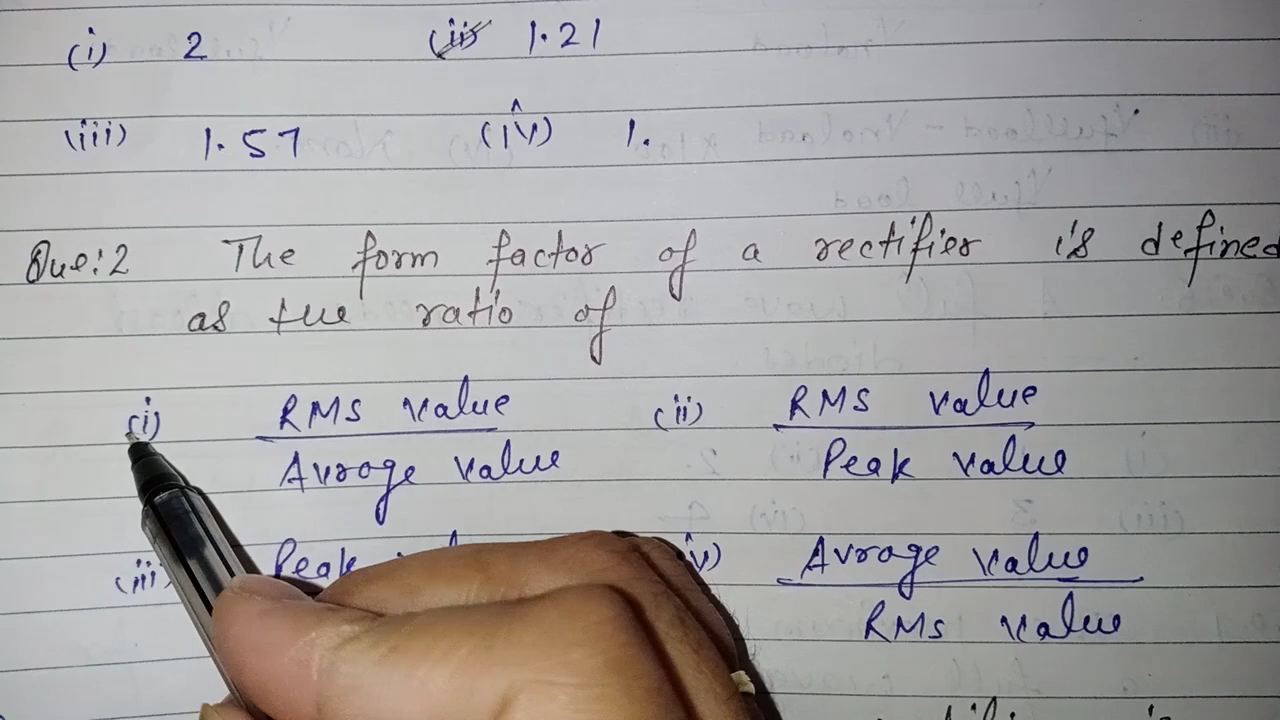 (i) 2 (ii) 1.21
(iii) 1.57 (iv) 1.
Que:2 The form factor of a rectifier is defined
as the ratio of
(i) RMS value (ii) RMS value
Avrage value Peak value
(iii) Peak iv) Avrage value
RMS value